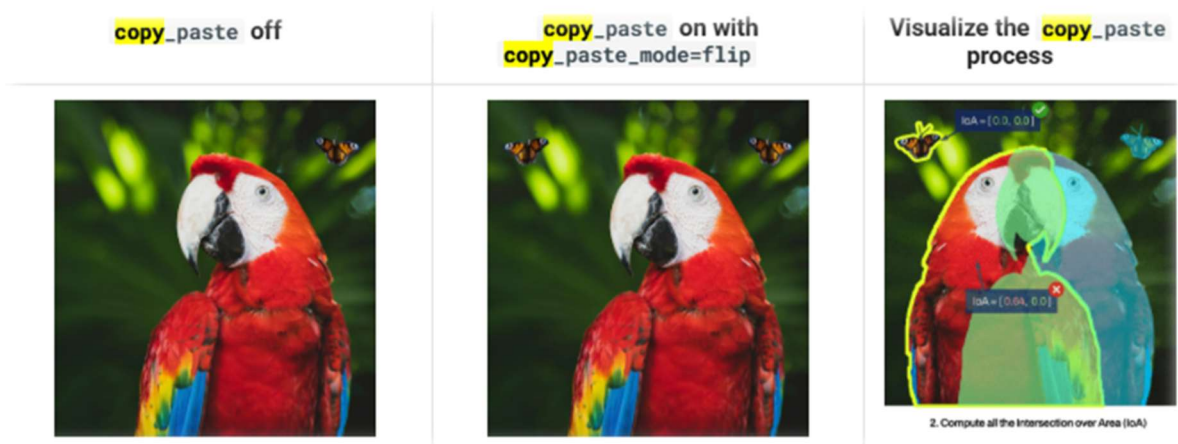 copy_paste off
copy_paste on with
copy_paste_mode=flip
Visualize the copy_paste
process
IoA = [0.0, 0.0]
IoA = [0.64, 0.0]
2. Compute all the Intersection over Area (IoA)